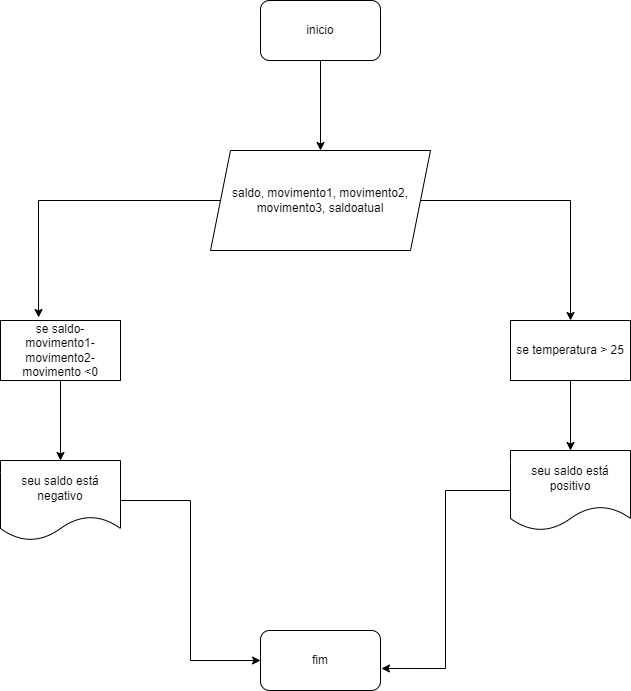 inicio
saldo, movimento1, movimento2,
movimento3, saldoatual
se saldo-
movimento1-
movimento2-
movimento <0
se temperatura > 25
seu saldo está
negativo
seu saldo está
positivo
fim